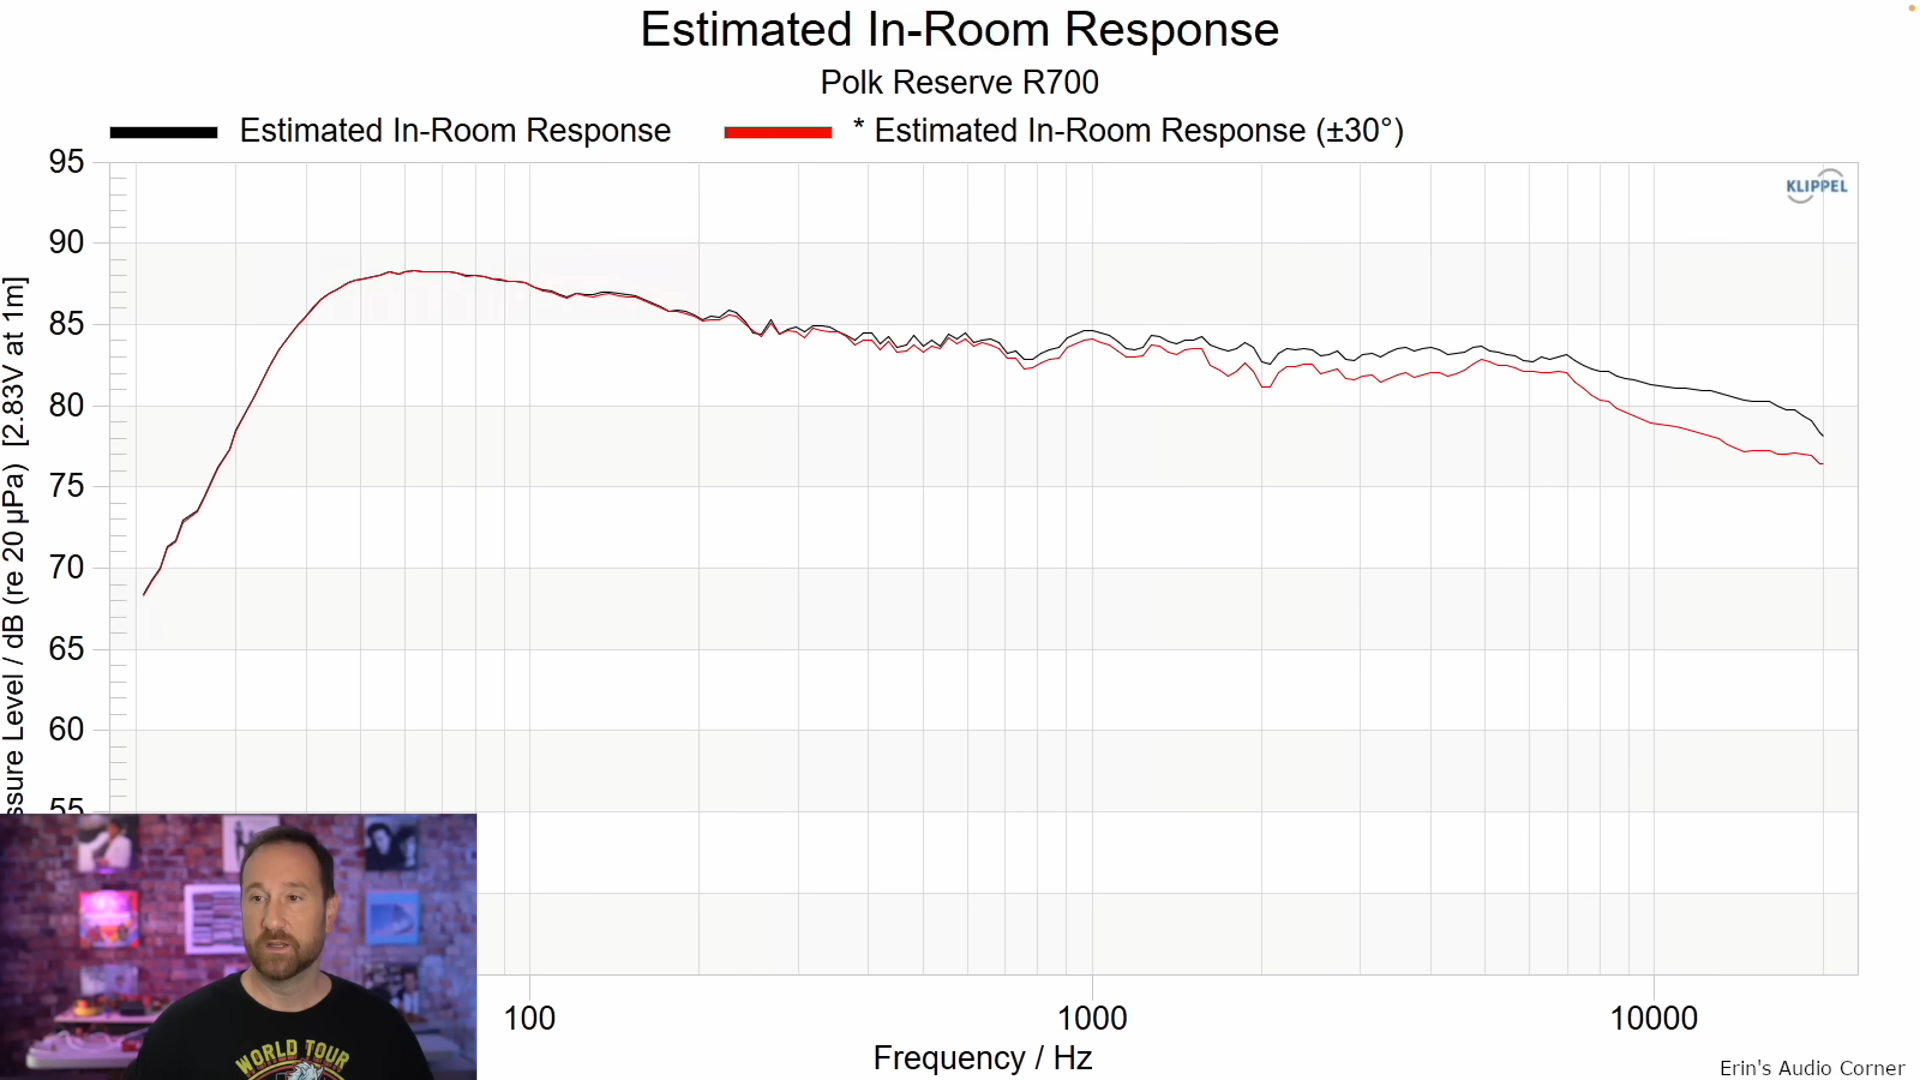 Estimated In-Room Response
Polk Reserve R700
Estimated In-Room Response
* Estimated In-Room Response (±30°)
95
KLIPPEL
90
85
80
75
70
65
60
55
ssure Level / dB (re 20 µPa) [2.83V at 1m]
100
1000
10000
Frequency / Hz
WORLD TOUR
Erin's Audio Corner